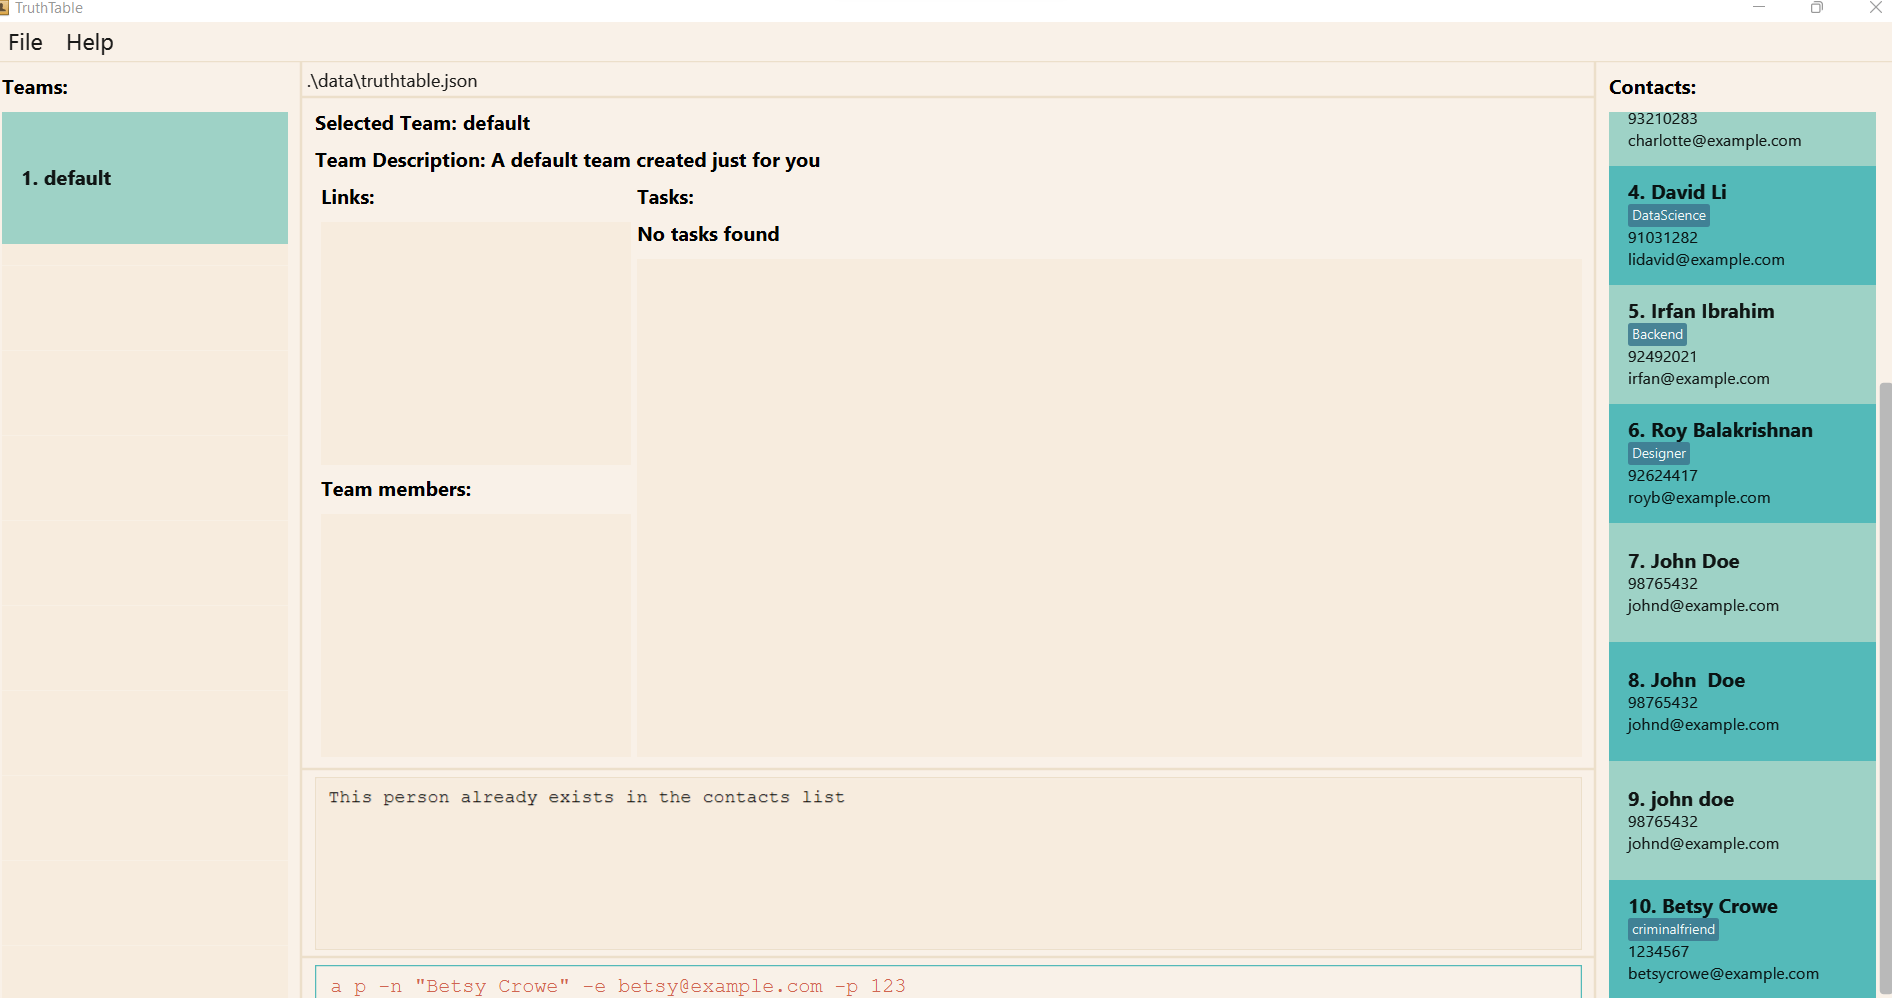 TruthTable
File Help
Teams:
1. default
.\data\truthtable.json
Selected Team: default
Team Description: A default team created just for you
Links:
Tasks:
No tasks found
Team members:
This person already exists in the contacts list
a p -n "Betsy Crowe" -e betsy@example.com -p 123
Contacts:
93210283
charlotte@example.com
4. David Li
DataScience
91031282
lidavid@example.com
5. Irfan Ibrahim
Backend
92492021
irfan@example.com
6. Roy Balakrishnan
Designer
92624417
royb@example.com
7. John Doe
98765432
johnd@example.com
8. John  Doe
98765432
johnd@example.com
9. john doe
98765432
johnd@example.com
10. Betsy Crowe
criminalfriend
1234567
betsycrowe@example.com